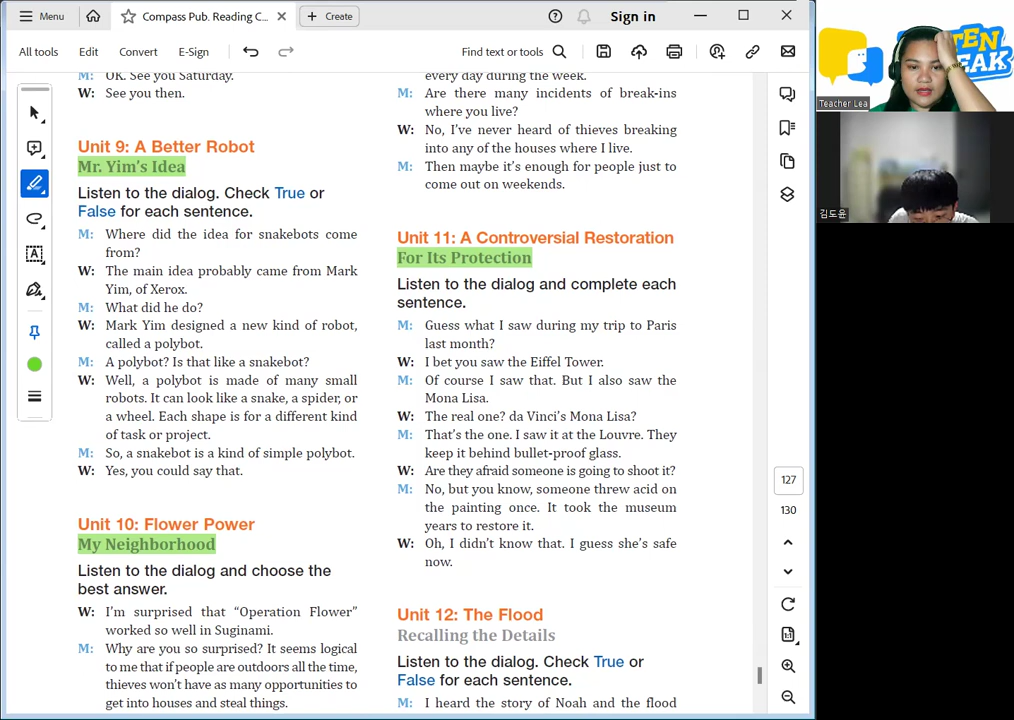 Menu
Compass Pub. Reading C...
Create
Sign in
All tools
Edit
Convert
E-Sign
Find text or tools
M: OK. See you Saturday.
W: See you then.
Unit 9: A Better Robot
Mr. Yim's Idea
Listen to the dialog. Check True or
False for each sentence.
M: Where did the idea for snakebots come
from?
W: The main idea probably came from Mark
Yim, of Xerox.
M: What did he do?
W: Mark Yim designed a new kind of robot,
called a polybot.
M: A polybot? Is that like a snakebot?
W: Well, a polybot is made of many small
robots. It can look like a snake, a spider, or
a wheel. Each shape is for a different kind
of task or project.
M: So, a snakebot is a kind of simple polybot.
W: Yes, you could say that.
Unit 10: Flower Power
My Neighborhood
Listen to the dialog and choose the
best answer.
W: I'm surprised that "Operation Flower"
worked so well in Suginami.
M: Why are you so surprised? It seems logical
to me that if people are outdoors all the time,
thieves won't have as many opportunities to
get into houses and steal things.
every day during the week.
M: Are there many incidents of break-ins
where you live?
W: No, I've never heard of thieves breaking
into any of the houses where I live.
M: Then maybe it's enough for people just to
come out on weekends.
Unit 11: A Controversial Restoration
For Its Protection
Listen to the dialog and complete each
sentence.
M: Guess what I saw during my trip to Paris
last month?
W: I bet you saw the Eiffel Tower.
M: Of course I saw that. But I also saw the
Mona Lisa.
W: The real one? da Vinci's Mona Lisa?
M: That's the one. I saw it at the Louvre. They
keep it behind bullet-proof glass.
W: Are they afraid someone is going to shoot it?
M: No, but you know, someone threw acid on
the painting once. It took the museum
years to restore it.
W: Oh, I didn't know that. I guess she's safe
now.
Unit 12: The Flood
Recalling the Details
Listen to the dialog. Check True or
False for each sentence.
M: I heard the story of Noah and the flood
127
130
Teacher Lea
김도윤